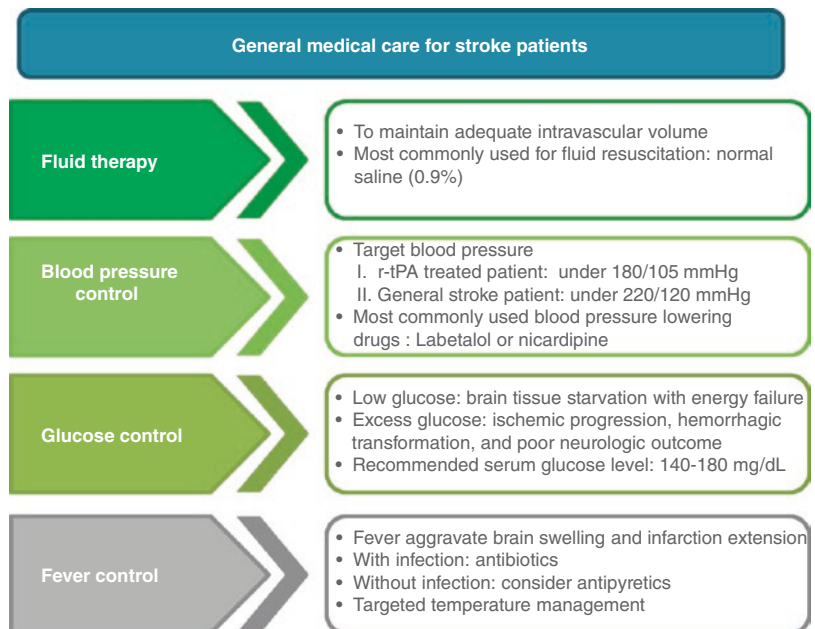 General medical care for stroke patients
Fluid therapy
• To maintain adequate intravascular volume
• Most commonly used for fluid resuscitation: normal
saline (0.9%)
Blood pressure
control
• Target blood pressure
I. r-tPA treated patient: under 180/105 mmHg
II. General stroke patient: under 220/120 mmHg
• Most commonly used blood pressure lowering
drugs : Labetalol or nicardipine
Glucose control
• Low glucose: brain tissue starvation with energy failure
• Excess glucose: ischemic progression, hemorrhagic
transformation, and poor neurologic outcome
• Recommended serum glucose level: 140-180 mg/dL
Fever control
• Fever aggravate brain swelling and infarction extension
• With infection: antibiotics
• Without infection: consider antipyretics
• Targeted temperature management